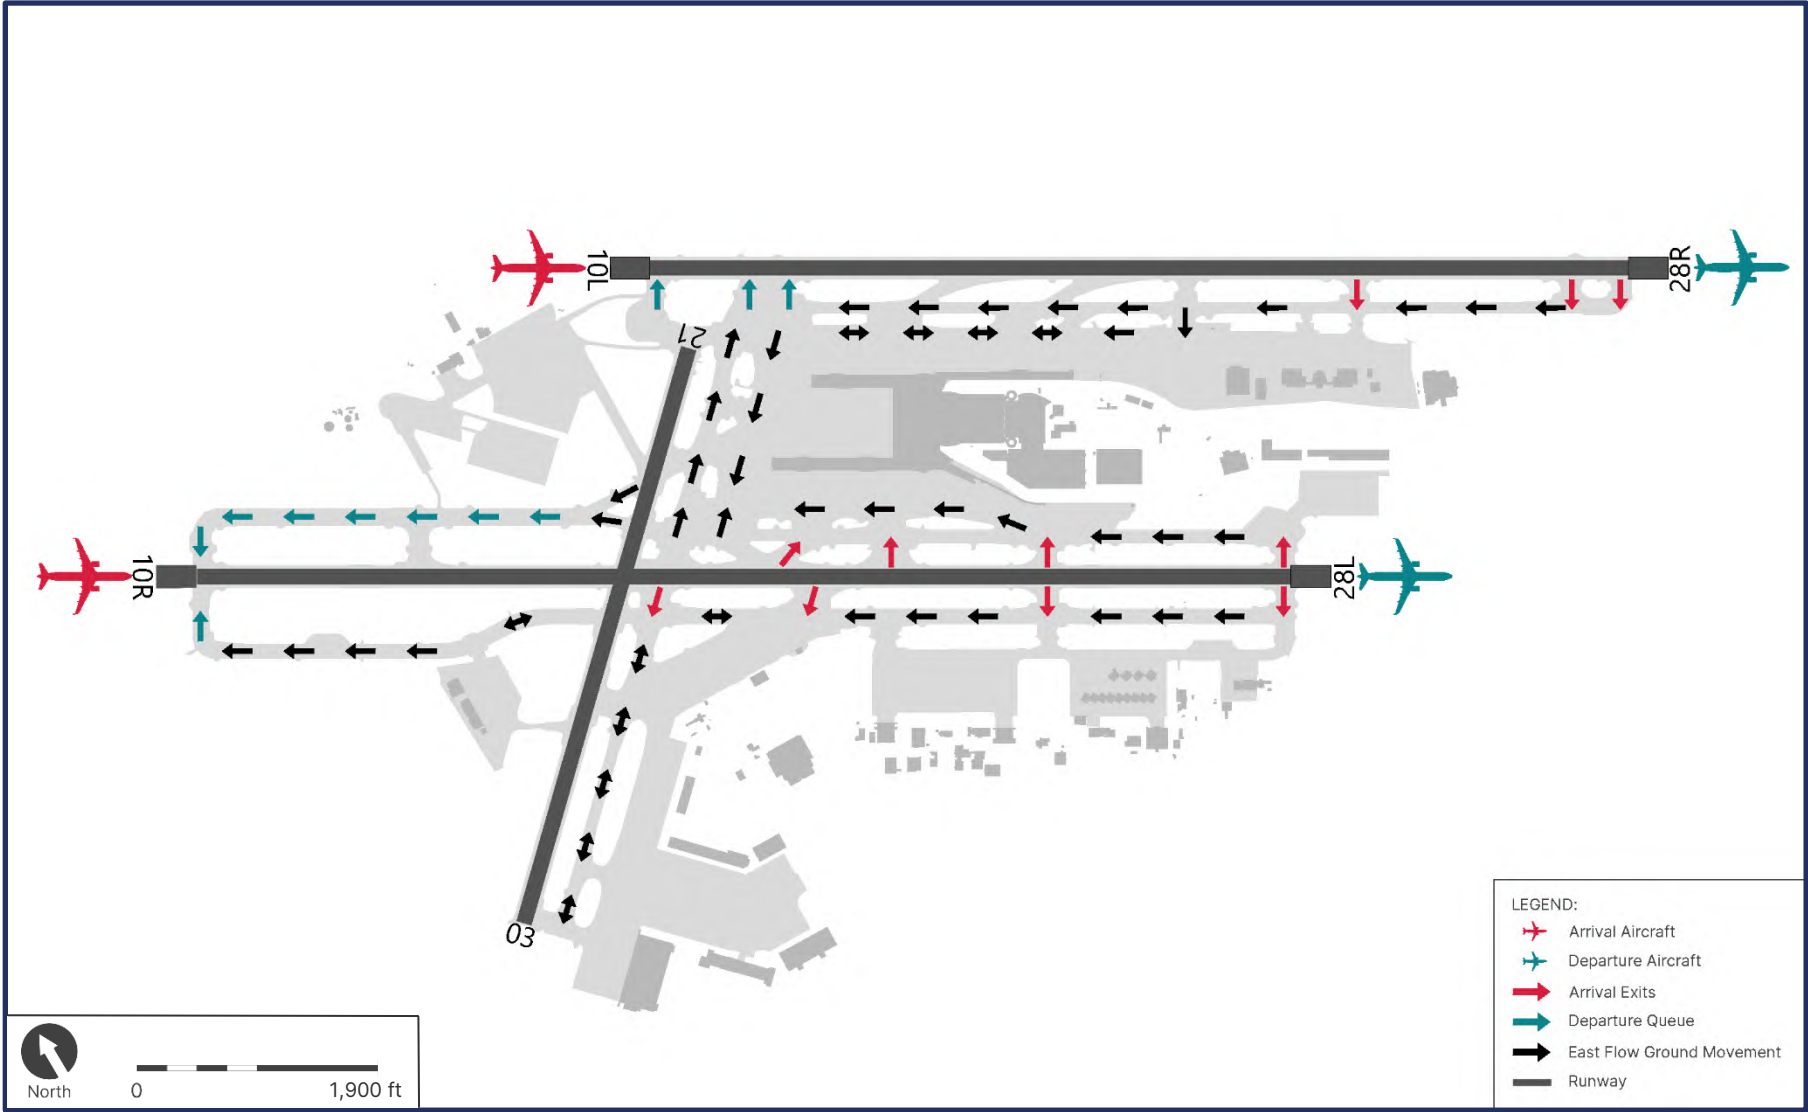 10L
28R
21
10R
28L
03
LEGEND:
Arrival Aircraft
Departure Aircraft
Arrival Exits
Departure Queue
East Flow Ground Movement
Runway
North
0
1,900 ft